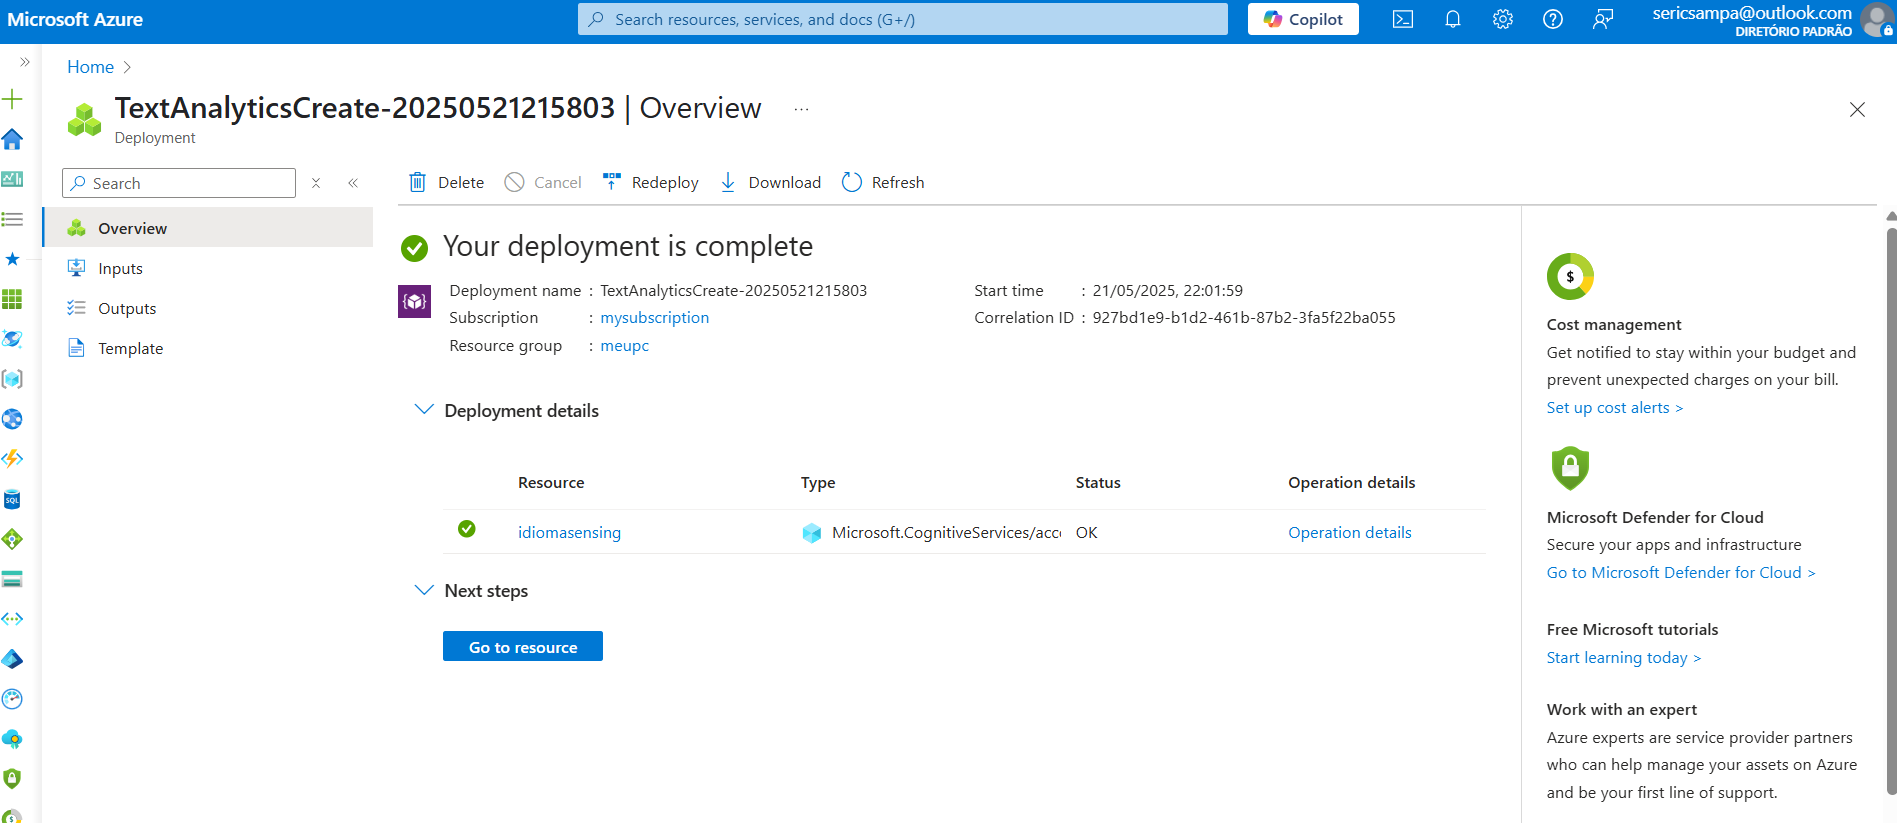 Microsoft Azure
Search resources, services, and docs (G+/)
Copilot
sericsampa@outlook.com
DIRETÓRIO PADRÃO
Home
TextAnalyticsCreate-20250521215803 | Overview ...
Deployment
Search
Delete Cancel Redeploy Download Refresh
Overview
Inputs
Outputs
Template
Your deployment is complete
Deployment name : TextAnalyticsCreate-20250521215803
Subscription : mysubscription
Resource group : meupc
Start time : 21/05/2025, 22:01:59
Correlation ID : 927bd1e9-b1d2-461b-87b2-3fa5f22ba055
Deployment details
Resource Type Status Operation details
idiomasensing Microsoft.CognitiveServices/acc OK Operation details
Next steps
Go to resource
Cost management
Get notified to stay within your budget and
prevent unexpected charges on your bill.
Set up cost alerts >
Microsoft Defender for Cloud
Secure your apps and infrastructure
Go to Microsoft Defender for Cloud >
Free Microsoft tutorials
Start learning today >
Work with an expert
Azure experts are service provider partners
who can help manage your assets on Azure
and be your first line of support.